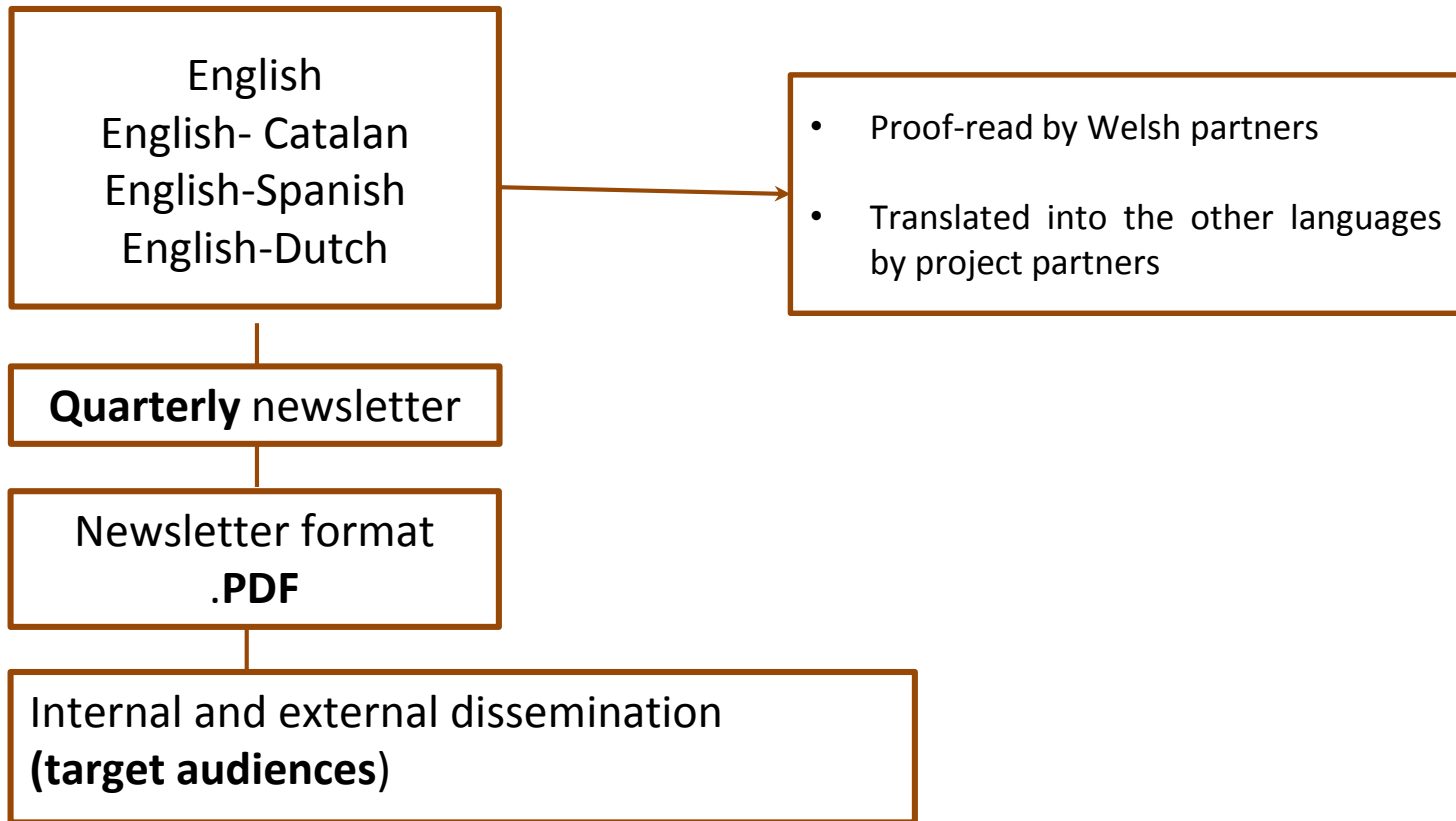 English
English- Catalan
English-Spanish
English-Dutch
• Proof-read by Welsh partners
• Translated into the other languages
by project partners
Quarterly newsletter
Newsletter format
.PDF
Internal and external dissemination
(target audiences)